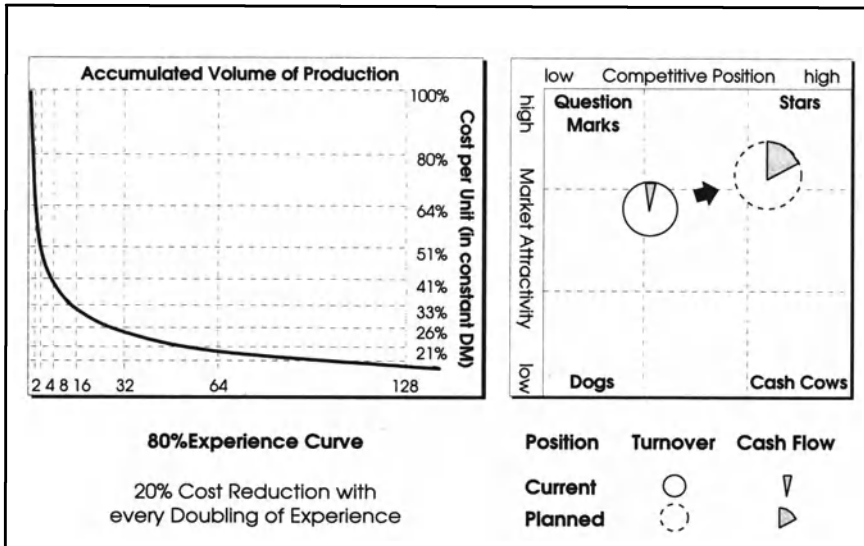 Accumulated Volume of Production
100%
80%
64%
51%
41%
33%
26%
21%
Cost per Unit (in constant DM)
2 4 8 16 32 64 128
80%Experience Curve
20% Cost Reduction with
every Doubling of Experience
low Competitive Position high
high Market Attractivity low
Question
Marks
Stars
Dogs
Cash Cows
Position Turnover Cash Flow
Current
Planned